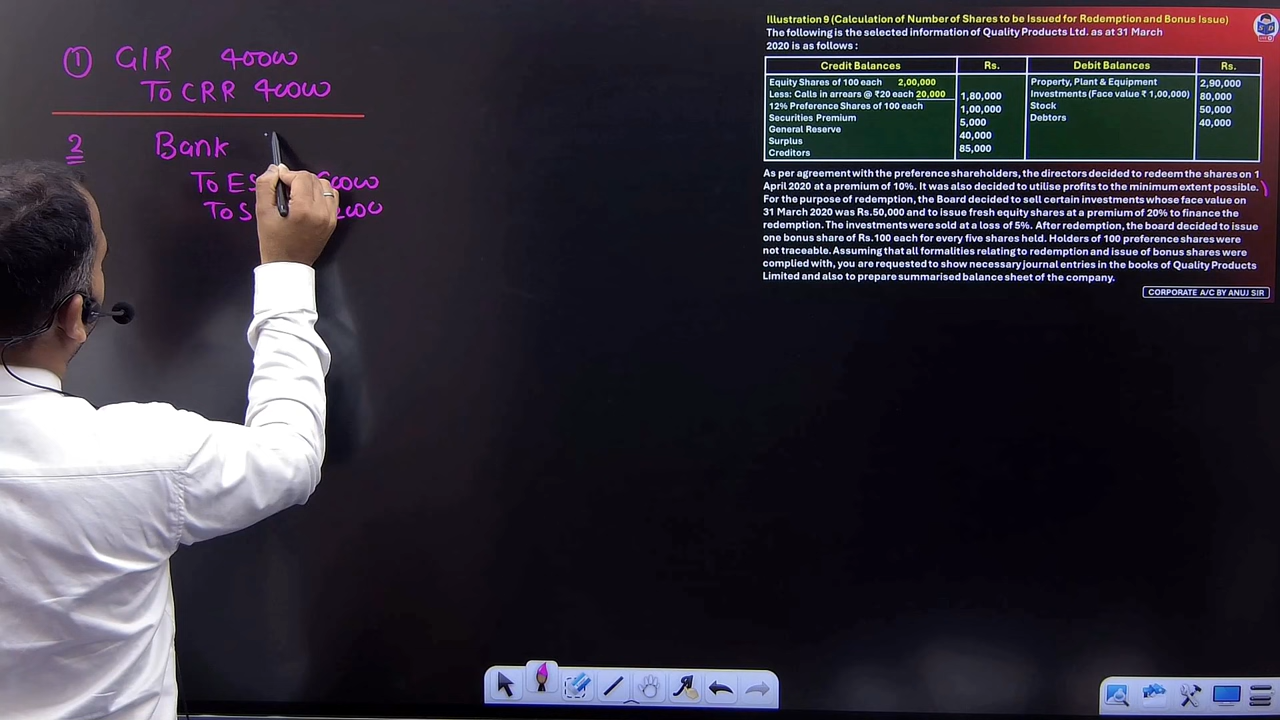 ① GIR 40000
To CRR 40000
2 Bank
To ES
To S
Illustration 9 (Calculation of Number of Shares to be Issued for Redemption and Bonus Issue)
The following is the selected information of Quality Products Ltd. as at 31 March
2020 is as follows :
Credit Balances Rs. Debit Balances Rs.
Equity Shares of 100 each 2,00,000
Less: Calls in arrears @ ₹20 each 20,000 1,80,000
12% Preference Shares of 100 each 1,00,000
Securities Premium 5,000
General Reserve 40,000
Surplus 85,000
Creditors
Property, Plant & Equipment 2,90,000
Investments (Face value ₹ 1,00,000) 80,000
Stock 50,000
Debtors 40,000
As per agreement with the preference shareholders, the directors decided to redeem the shares on 1
April 2020 at a premium of 10%. It was also decided to utilise profits to the minimum extent possible.
For the purpose of redemption, the Board decided to sell certain investments whose face value on
31 March 2020 was Rs.50,000 and to issue fresh equity shares at a premium of 20% to finance the
redemption. The investments were sold at a loss of 5%. After redemption, the board decided to issue
one bonus share of Rs.100 each for every five shares held. Holders of 100 preference shares were
not traceable. Assuming that all formalities relating to redemption and issue of bonus shares were
complied with, you are requested to show necessary journal entries in the books of Quality Products
Limited and also to prepare summarised balance sheet of the company.
CORPORATE A/C BY ANUJ SIR